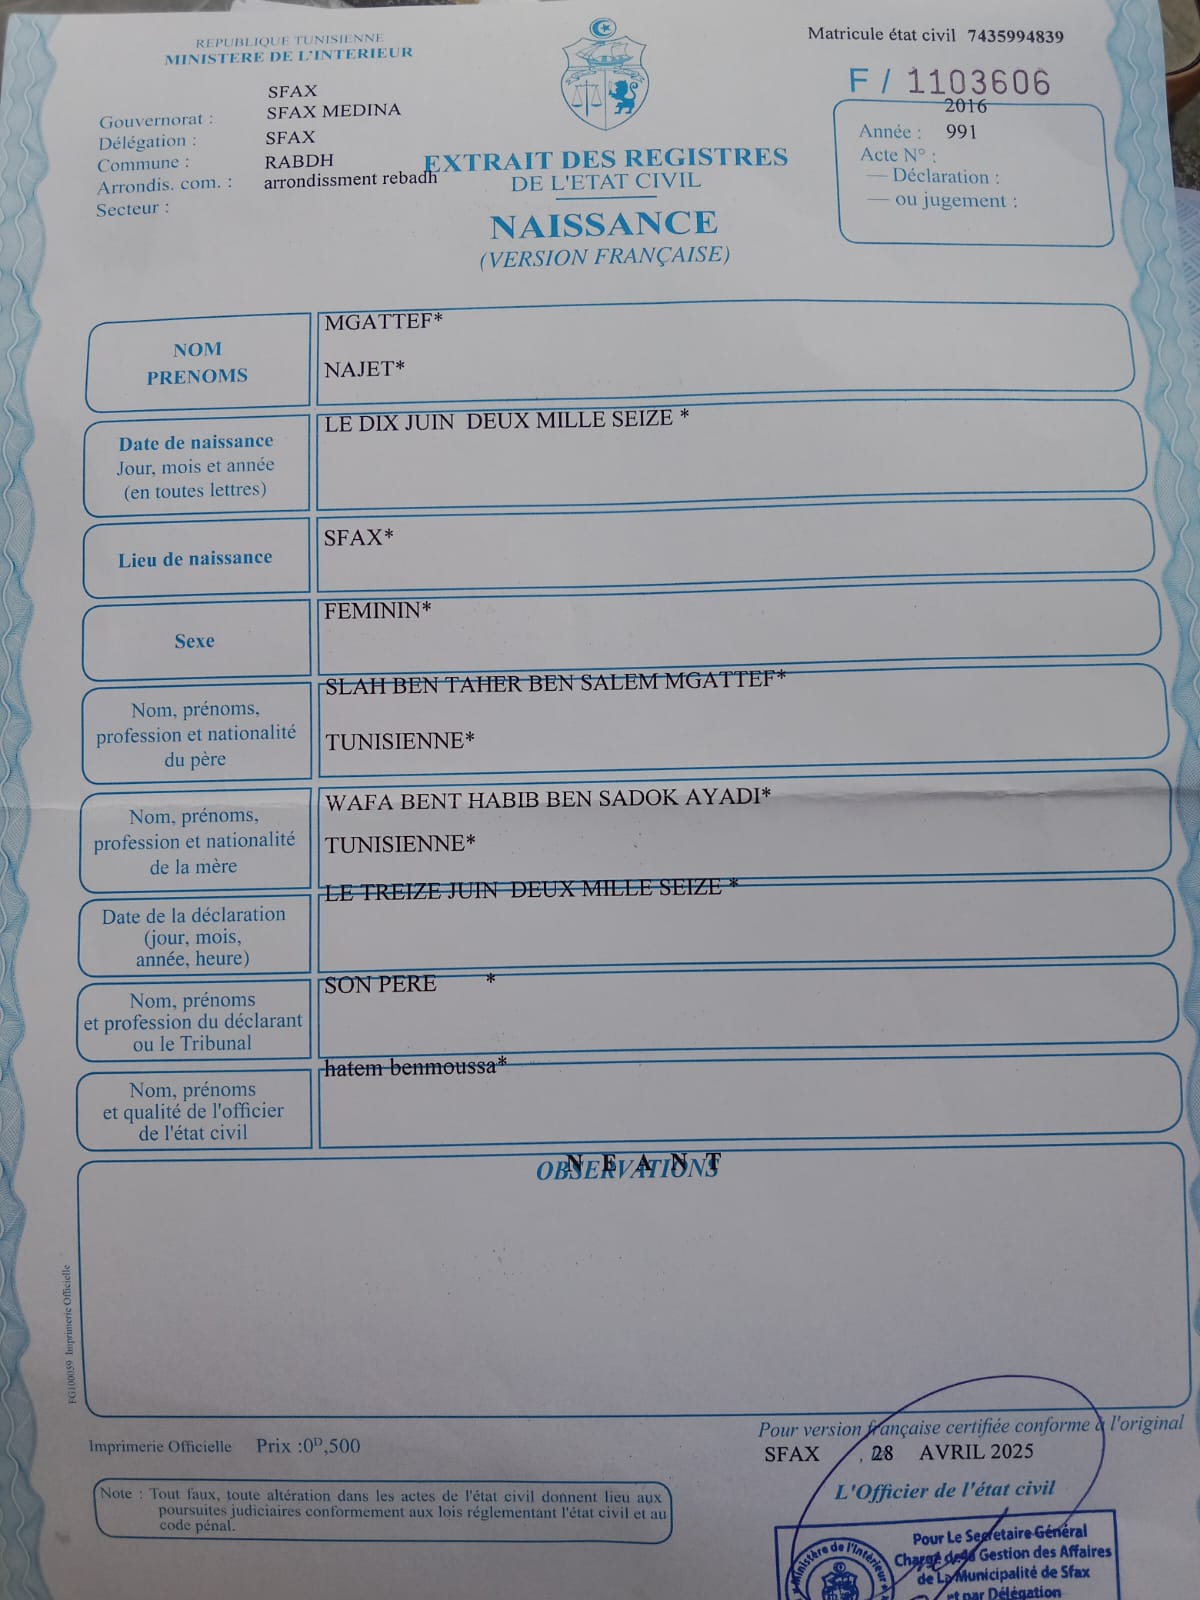 REPUBLIQUE TUNISIENNE
MINISTERE DE L'INTERIEUR
Matricule état civil 7435994839
F / 1103606
Gouvernorat : SFAX
Délégation : SFAX MEDINA
Commune : SFAX
Arrondis. com. : RABDH
Secteur : arrondissment rebadh
2016
Année : 991
Acte N° :
— Déclaration :
— ou jugement :
EXTRAIT DES REGISTRES
DE L'ETAT CIVIL
NAISSANCE
(VERSION FRANÇAISE)
NOM
PRENOMS
MGATTEF*
NAJET*
Date de naissance
Jour, mois et année
(en toutes lettres)
LE DIX JUIN DEUX MILLE SEIZE *
Lieu de naissance
SFAX*
Sexe
FEMININ*
Nom, prénoms,
profession et nationalité
du père
SLAH BEN TAHER BEN SALEM MGATTEF*
TUNISIENNE*
Nom, prénoms,
profession et nationalité
de la mère
WAFA BENT HABIB BEN SADOK AYADI*
TUNISIENNE*
Date de la déclaration
(jour, mois,
année, heure)
LE TREIZE JUIN DEUX MILLE SEIZE *
Nom, prénoms
et profession du déclarant
ou le Tribunal
SON PERE *
Nom, prénoms
et qualité de l'officier
de l'état civil
hatem benmoussa*
OBSERVATIONS
N E A N T
FG100059 Imprimerie Officielle
Imprimerie Officielle Prix :0ᴰ,500
Note : Tout faux, toute altération dans les actes de l'état civil donnent lieu aux
poursuites judiciaires conformement aux lois réglementant l'état civil et au
code pénal.
Pour version française certifiée conforme à l'original
SFAX , 28 AVRIL 2025
L'Officier de l'état civil
Ministère de l'Intérieur
Pour Le Secretaire Général
Chargé de la Gestion des Affaires
de La Municipalité de Sfax
et par Délégation